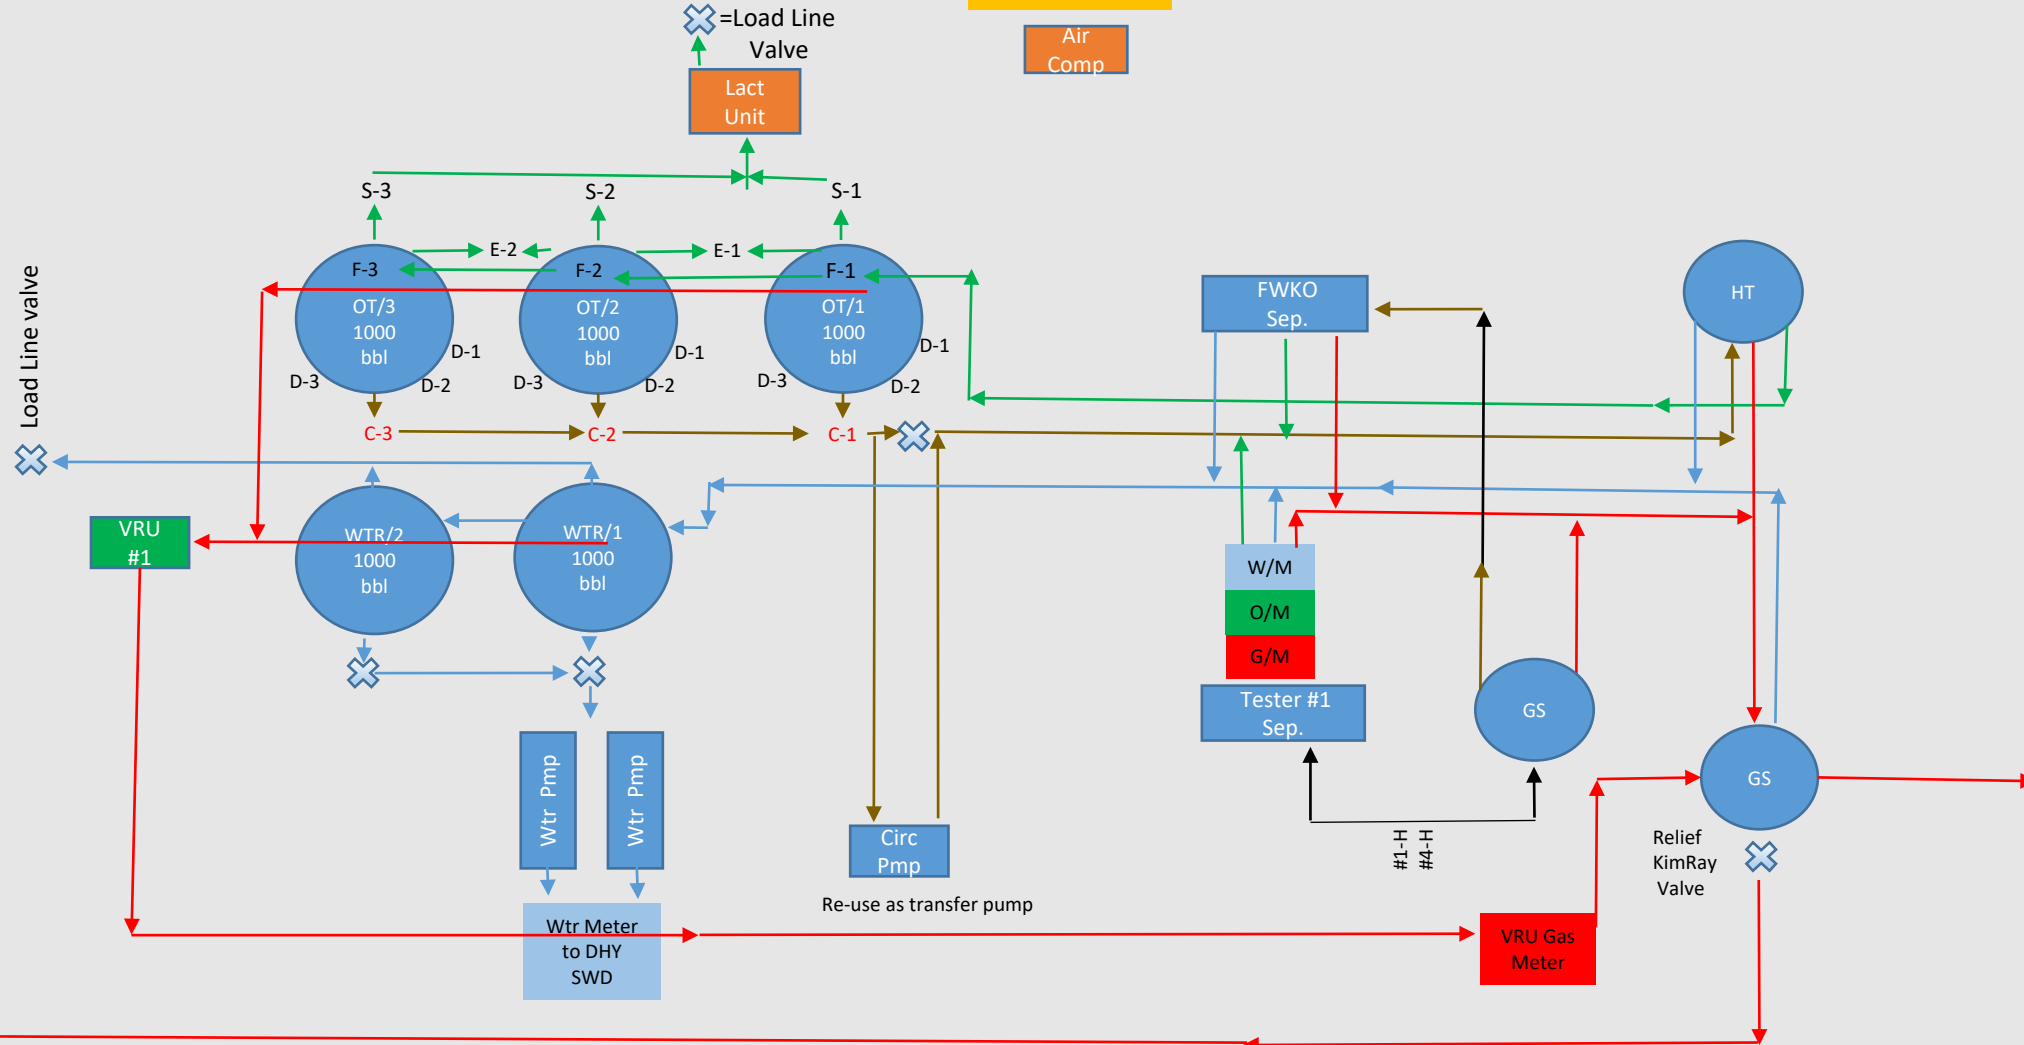 =Load Line
Valve
Air
Comp
Lact
Unit
S-3
S-2
S-1
E-2
E-1
F-3
F-2
F-1
OT/3
1000
bbl
OT/2
1000
bbl
OT/1
1000
bbl
D-1
D-2
D-3
D-1
D-2
D-3
D-1
D-2
D-3
C-3
C-2
C-1
Load Line valve
FWKO
Sep.
HT
VRU
#1
WTR/2
1000
bbl
WTR/1
1000
bbl
W/M
O/M
G/M
Tester #1
Sep.
GS
GS
Wtr Pmp
Wtr Pmp
Circ
Pmp
Re-use as transfer pump
#1-H
#4-H
Relief
KimRay
Valve
Wtr Meter
to DHY
SWD
VRU Gas
Meter